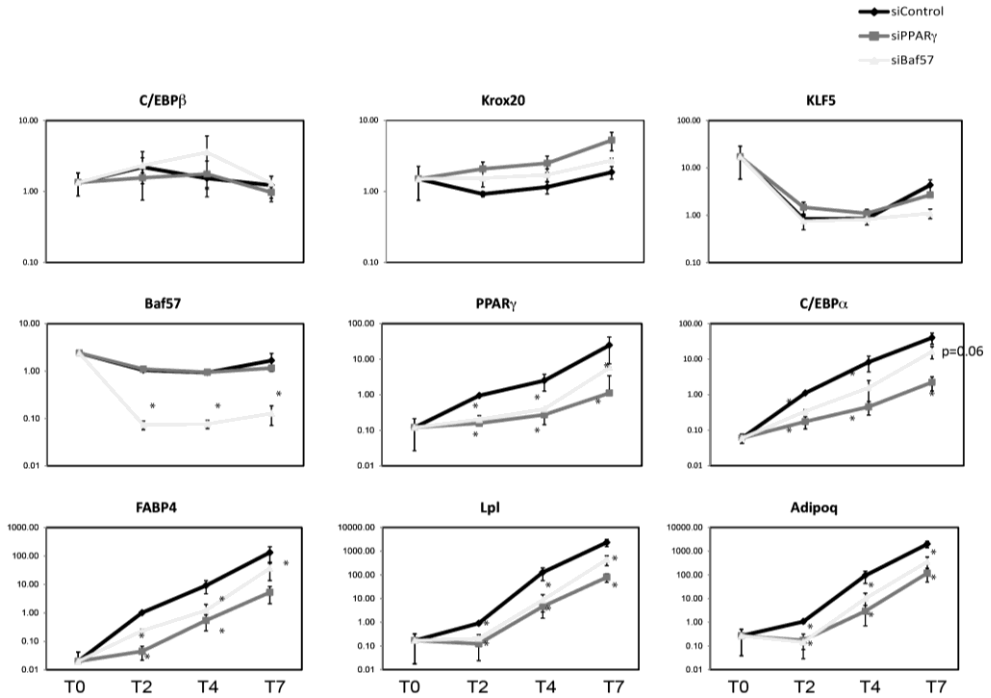 siControl
siPPARγ
siBaf57
C/EBPβ
10.00
1.00
0.10
Krox20
10.00
1.00
0.10
KLF5
100.00
10.00
1.00
0.10
Baf57
10.00
1.00
0.10
0.01
* * *
PPARγ
100.00
10.00
1.00
0.10
0.01
* * *
* * *
C/EBPα
100.00
10.00
1.00
0.10
0.01
p=0.06
* *
* * *
FABP4
1000.00
100.00
10.00
1.00
0.10
0.01
* * *
* *
T0 T2 T4 T7
Lpl
10000.00
1000.00
100.00
10.00
1.00
0.10
0.01
* * *
* * *
T0 T2 T4 T7
Adipoq
10000.00
1000.00
100.00
10.00
1.00
0.10
0.01
* * *
* * *
T0 T2 T4 T7